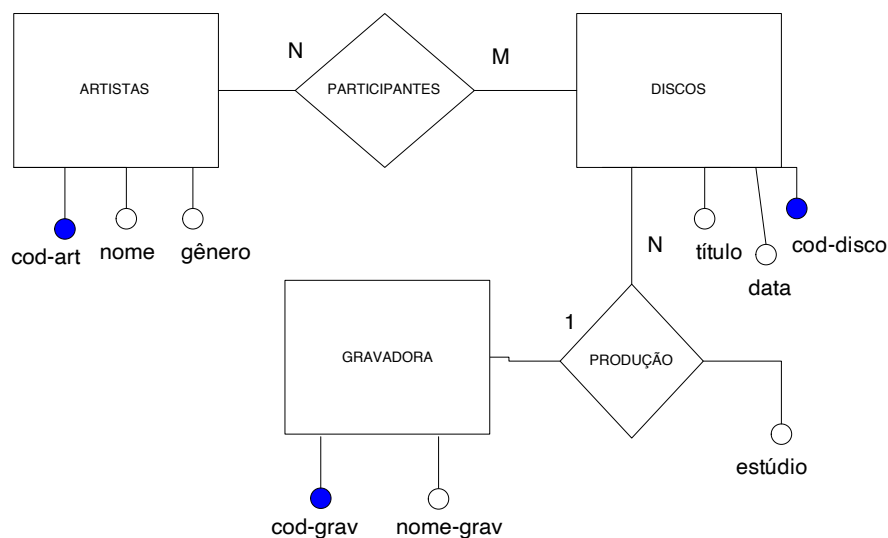 N
M
ARTISTAS
PARTICIPANTES
DISCOS
cod-art
nome
gênero
N
título
cod-disco
data
1
GRAVADORA
PRODUÇÃO
estúdio
cod-grav
nome-grav